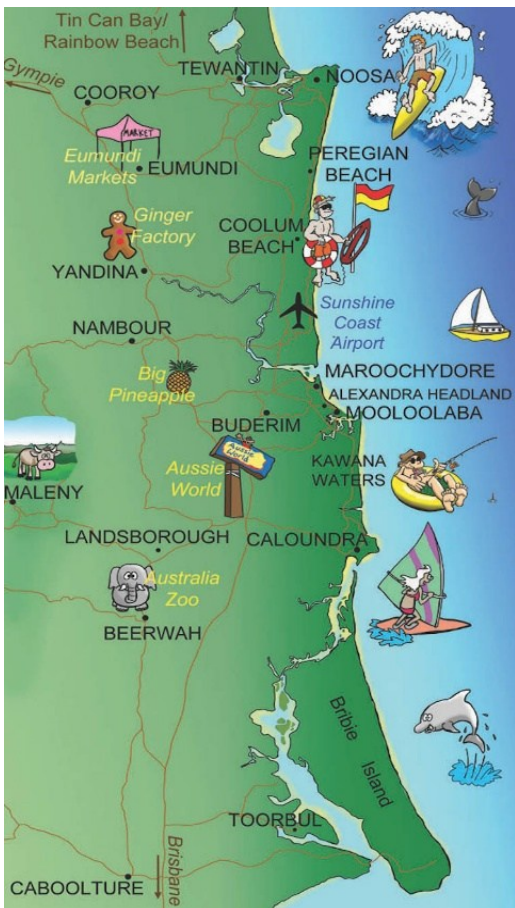 Tin Can Bay/
Rainbow Beach
Gympie
TEWANTIN
NOOSA
COOROY
MARKET
Eumundi
Markets
EUMUNDI
PEREGIAN
BEACH
Ginger
Factory
COOLUM
BEACH
YANDINA
Sunshine
Coast
Airport
NAMBOUR
MAROOCHYDORE
Big
Pineapple
ALEXANDRA HEADLAND
MOOLOOLABA
BUDERIM
Aussie
World
Aussie
World
KAWANA
WATERS
MALENY
LANDSBOROUGH
CALOUNDRA
Australia
Zoo
BEERWAH
Bribie
Island
TOORBUL
Brisbane
CABOOLTURE